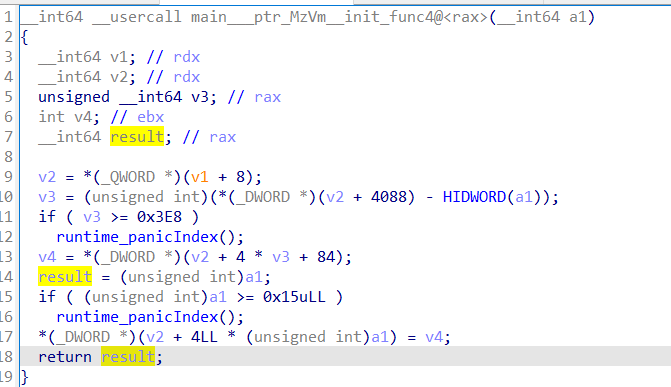 1 __int64 __usercall main___ptr_MzVm__init_func4@<rax>(__int64 a1)
2 {
3   __int64 v1; // rdx
4   __int64 v2; // rdx
5   unsigned __int64 v3; // rax
6   int v4; // ebx
7   __int64 result; // rax
8
9   v2 = *(_QWORD *)(v1 + 8);
10   v3 = (unsigned int)(*(_DWORD *)(v2 + 4088) - HIDWORD(a1));
11   if ( v3 >= 0x3E8 )
12     runtime_panicIndex();
13   v4 = *(_DWORD *)(v2 + 4 * v3 + 84);
14   result = (unsigned int)a1;
15   if ( (unsigned int)a1 >= 0x15uLL )
16     runtime_panicIndex();
17   *(_DWORD *)(v2 + 4LL * (unsigned int)a1) = v4;
18   return result;
19 }